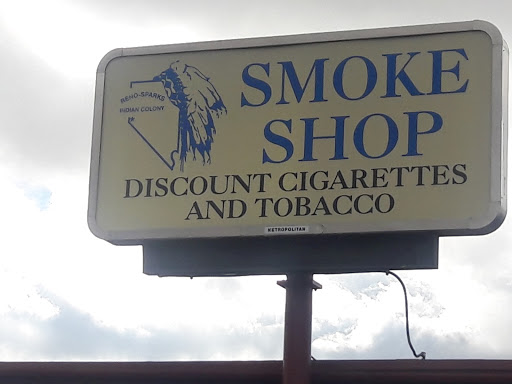 RENO-SPARKS
INDIAN COLONY
SMOKE
SHOP
DISCOUNT CIGARETTES
AND TOBACCO
METROPOLITAN